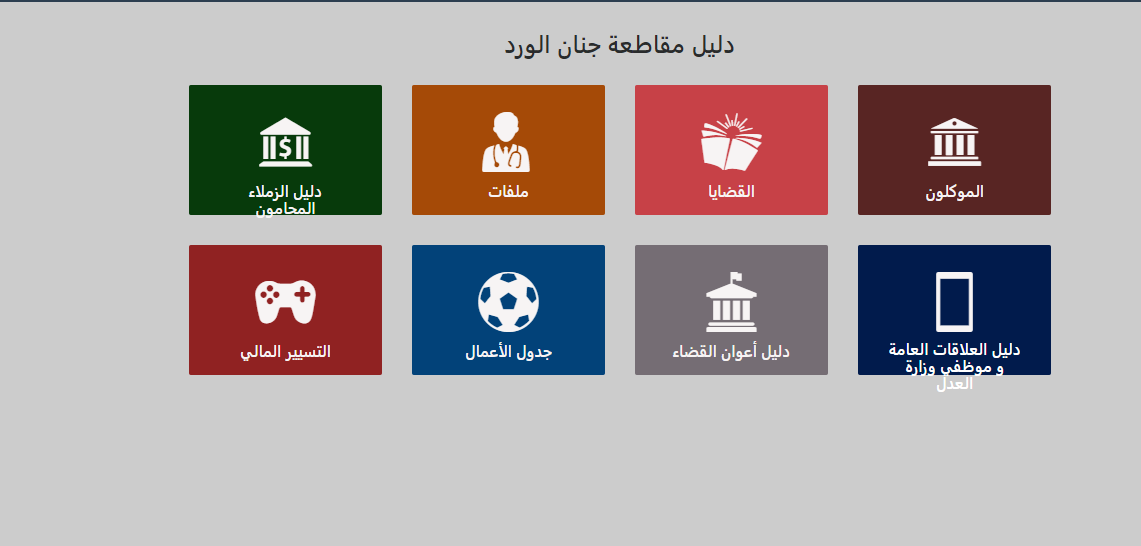 دليل مقاطعة جنان الورد
الموكلون
القضايا
ملفات
دليل الزملاء
المحامون
دليل العلاقات العامة
و موظفي وزارة
العدل
دليل أعوان القضاء
جدول الأعمال
التسيير المالي